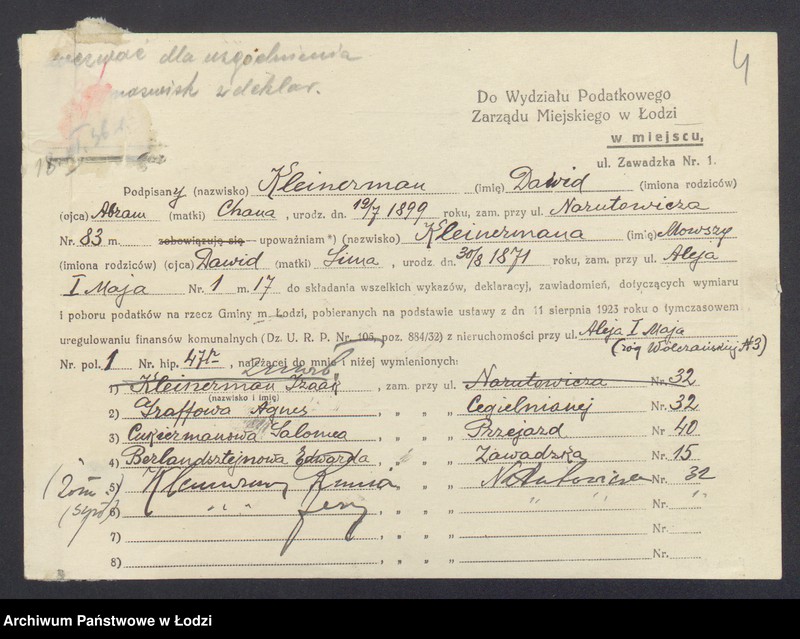 wezwać dla uzgodnienia
nazwisk w deklar.
4
Do Wydziału Podatkowego
Zarządu Miejskiego w Łodzi
w miejscu,
ul. Zawadzka Nr. 1.
Podpisany (nazwisko) Kleinerman (imię) Dawid (imiona rodziców)
(ojca) Abram (matki) Chana, urodz. dn. 19/7 1899 roku, zam. przy ul. Narutowicza
Nr. 83 m. zobowiązuję się - upoważniam*) (nazwisko) Kleinermana (imię) Mowszy
(imiona rodziców) (ojca) Dawid (matki) Sima, urodz. dn. 30/8 1871 roku, zam. przy ul. Aleja
I Maja Nr. 1 m. 17 do składania wszelkich wykazów, deklaracyj, zawiadomień, dotyczących wymiaru
i poboru podatków na rzecz Gminy m. Łodzi, pobieranych na podstawie ustawy z dn 11 sierpnia 1923 roku o tymczasowem
uregulowaniu finansów komunalnych (Dz. U. R. P. Nr. 105, poz. 884/32) z nieruchomości przy ul. Aleja I Maja
(róg Wólczańskiej №3)
Nr. pol. 1 Nr. hip. , należącej do mnie i niżej wymienionych:
1) Kleinerman Izaak, zam. przy ul. Narutowicza Nr. 32
(nazwisko i imię)
2) Graffowa Agnes, " " " Cegielnianej Nr. 32
3) Cukiermanowa Salomea " " " Przejazd Nr 40
4) Berlandsztejnowa Edwarda, " " " Zawadzka Nr. 15
5) " " " Narutowicza Nr. 32
6) " " Jerzy " " " " " " Nr. "
7) " " " Nr.
8) " " " Nr.
Archiwum Państwowe w Łodzi